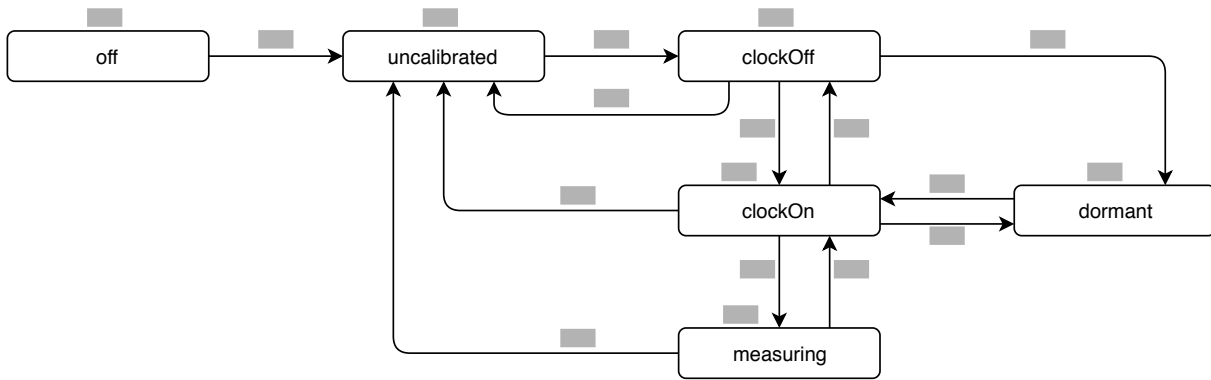 off
uncalibrated
clockOff
clockOn
dormant
measuring